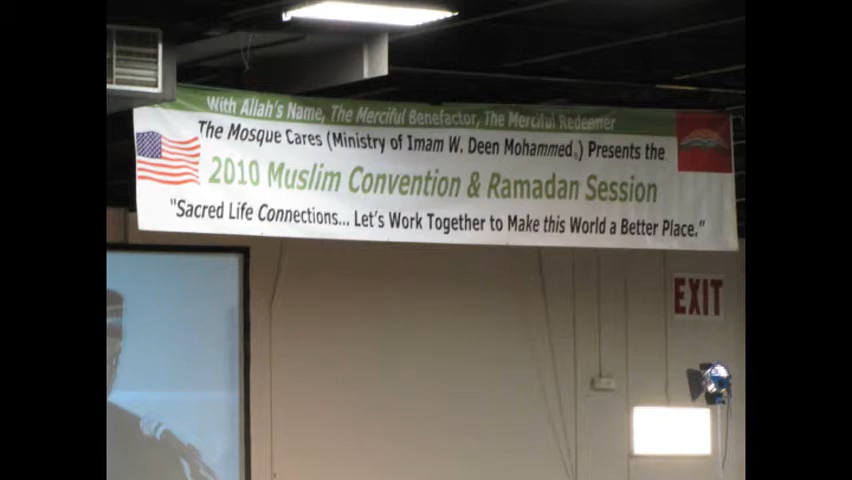 With Allah's Name, The Merciful Benefactor, The Merciful Redeemer
The Mosque Cares (Ministry of Imam W. Deen Mohammed) Presents the
2010 Muslim Convention & Ramadan Session
"Sacred Life Connections... Let's Work Together to Make this World a Better Place."
EXIT